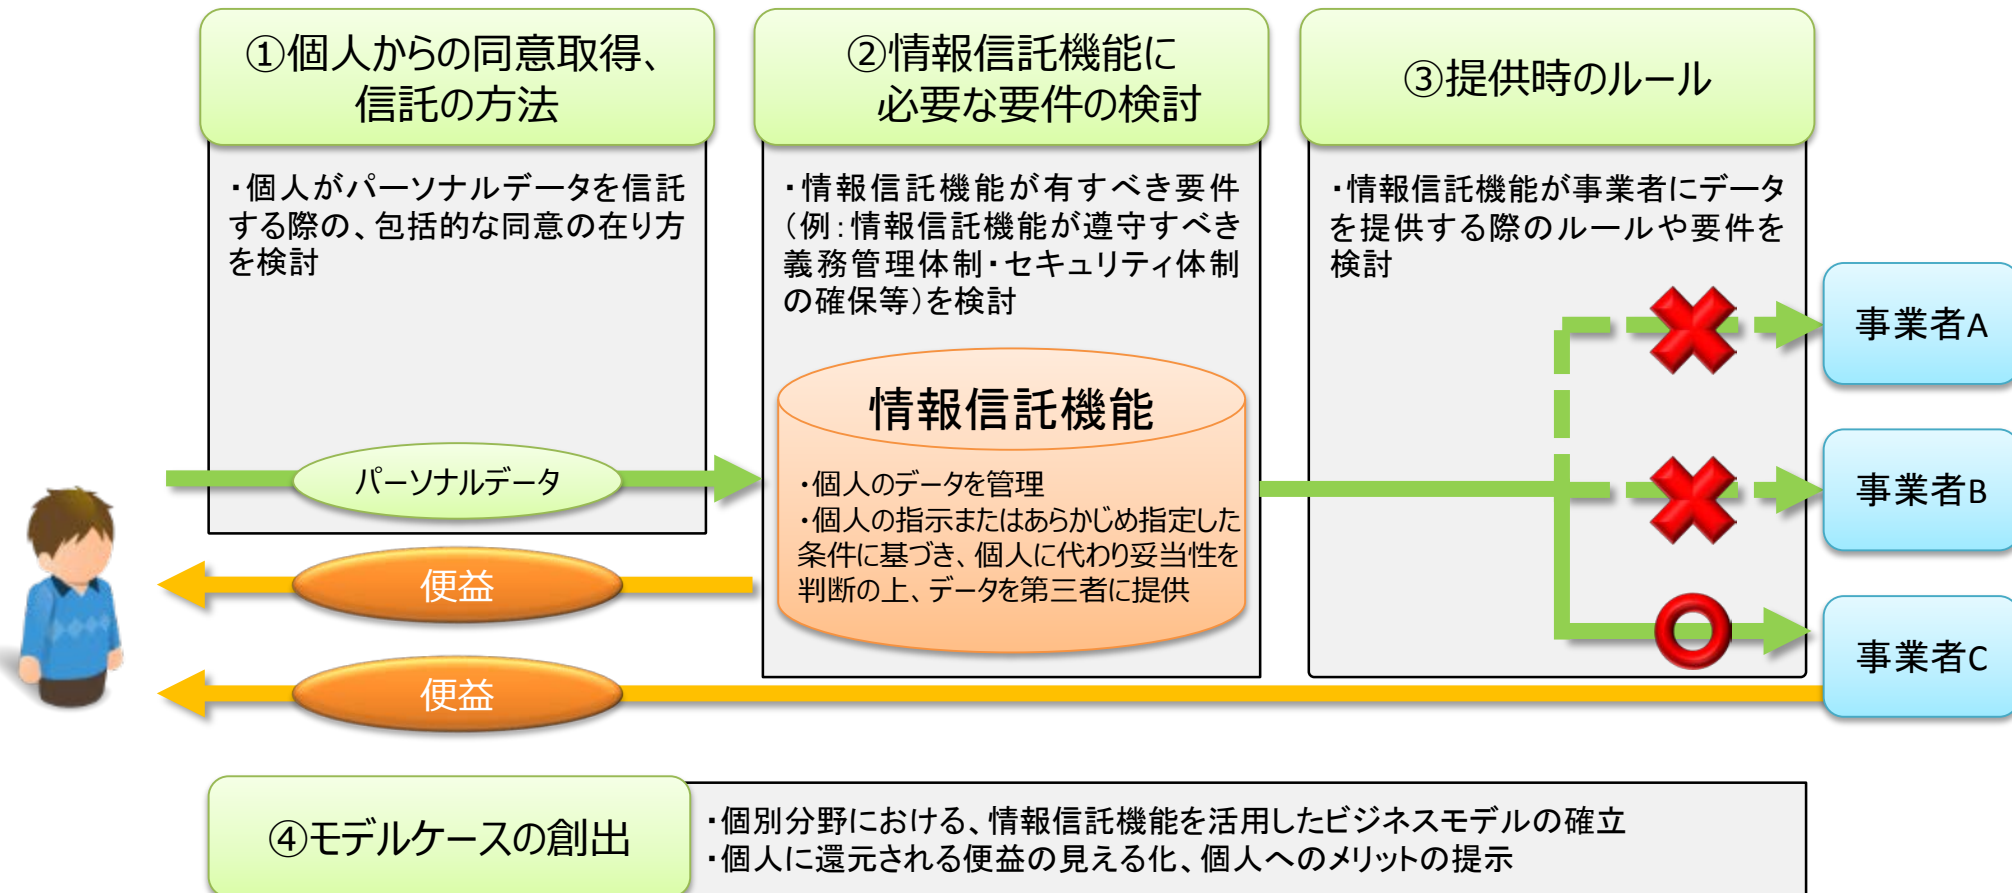 ①個人からの同意取得、
信託の方法
・個人がパーソナルデータを信託
する際の、包括的な同意の在り方
を検討
パーソナルデータ
便益
便益
②情報信託機能に
必要な要件の検討
・情報信託機能が有すべき要件
(例:情報信託機能が遵守すべき
義務管理体制・セキュリティ体制
の確保等)を検討
情報信託機能
・個人のデータを管理
・個人の指示またはあらかじめ指定した
条件に基づき、個人に代わり妥当性を
判断の上、データを第三者に提供
③提供時のルール
・情報信託機能が事業者にデータ
を提供する際のルールや要件を
検討
事業者A
事業者B
事業者C
④モデルケースの創出
・個別分野における、情報信託機能を活用したビジネスモデルの確立
・個人に還元される便益の見える化、個人へのメリットの提示